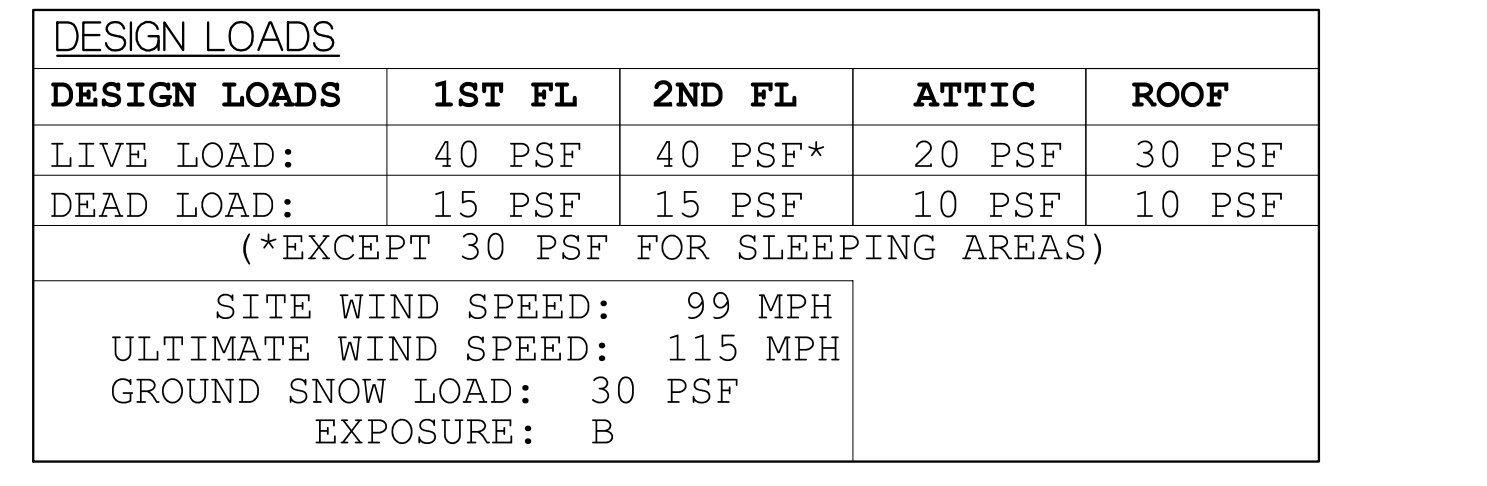 DESIGN LOADS
DESIGN LOADS 1ST FL 2ND FL ATTIC ROOF
LIVE LOAD: 40 PSF 40 PSF* 20 PSF 30 PSF
DEAD LOAD: 15 PSF 15 PSF 10 PSF 10 PSF
(*EXCEPT 30 PSF FOR SLEEPING AREAS)
SITE WIND SPEED: 99 MPH
ULTIMATE WIND SPEED: 115 MPH
GROUND SNOW LOAD: 30 PSF
EXPOSURE: B